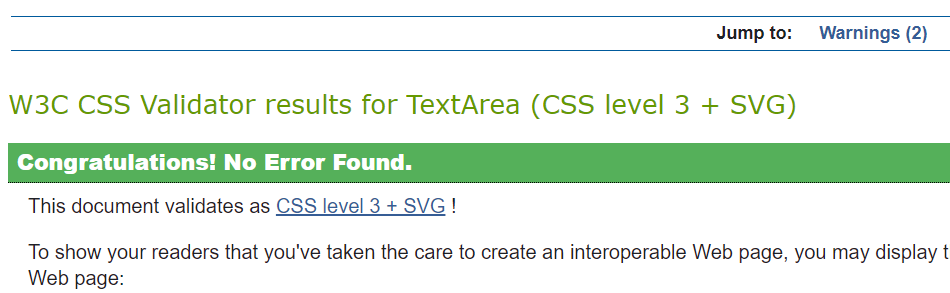 Jump to: Warnings (2)
W3C CSS Validator results for TextArea (CSS level 3 + SVG)
Congratulations! No Error Found.
This document validates as CSS level 3 + SVG !
To show your readers that you've taken the care to create an interoperable Web page, you may display t
Web page: